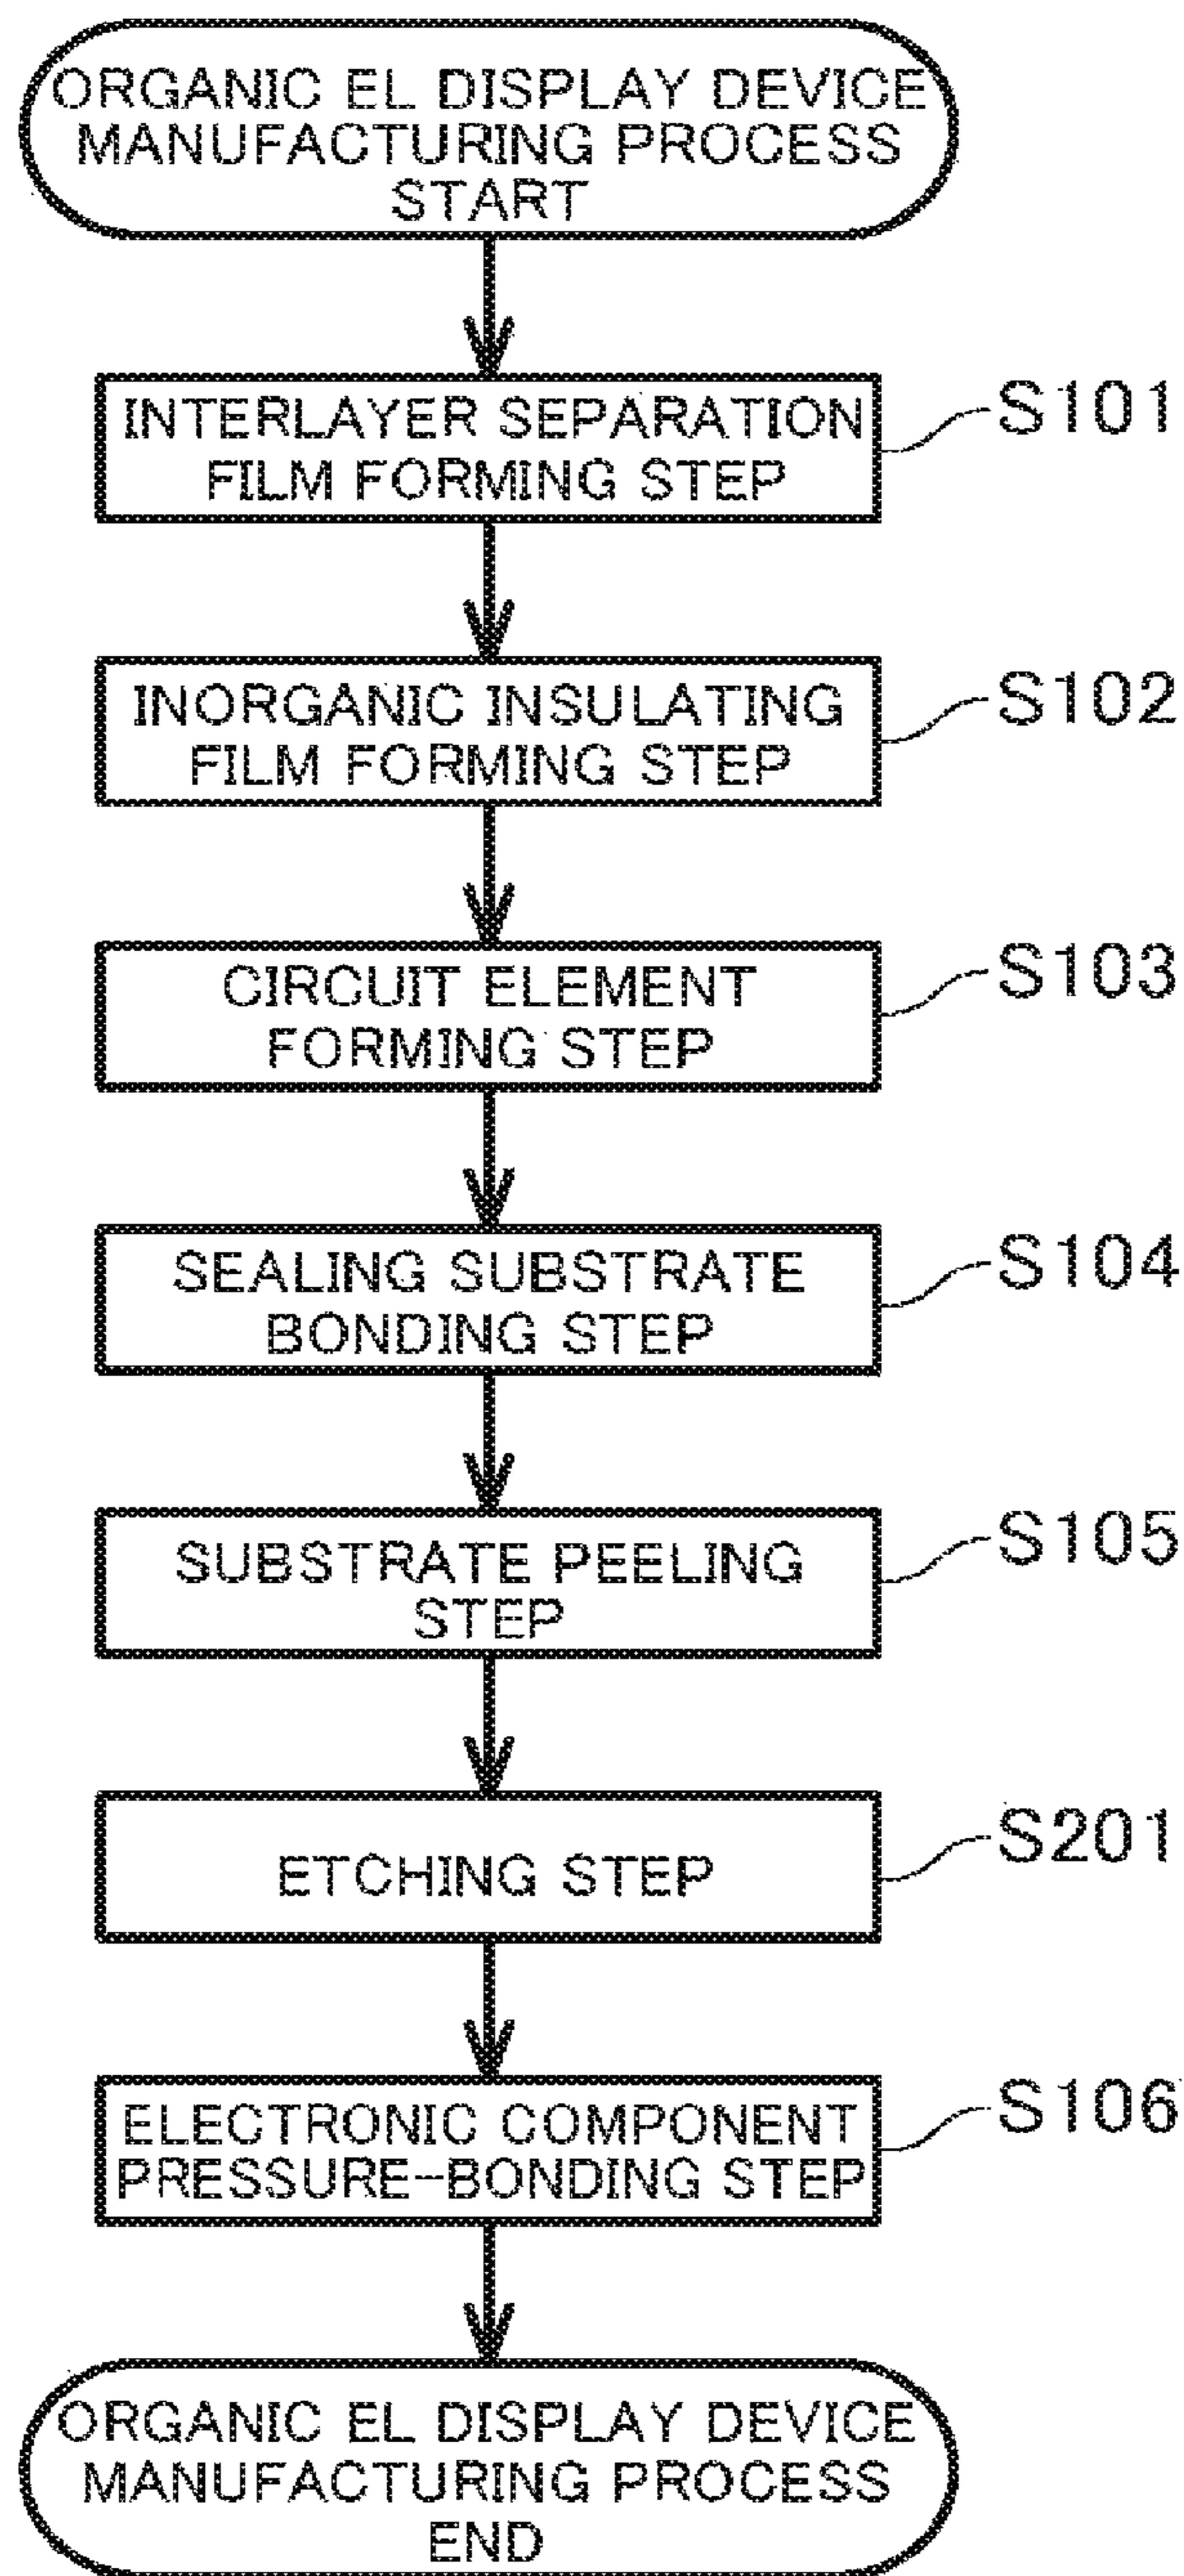 ORGANIC EL DISPLAY DEVICE
MANUFACTURING PROCESS
START
INTERLAYER SEPARATION
FILM FORMING STEP
S101
INORGANIC INSULATING
FILM FORMING STEP
S102
CIRCUIT ELEMENT
FORMING STEP
S103
SEALING SUBSTRATE
BONDING STEP
S104
SUBSTRATE PEELING
STEP
S105
ETCHING STEP
S201
ELECTRONIC COMPONENT
PRESSURE-BONDING STEP
S106
ORGANIC EL DISPLAY DEVICE
MANUFACTURING PROCESS
END